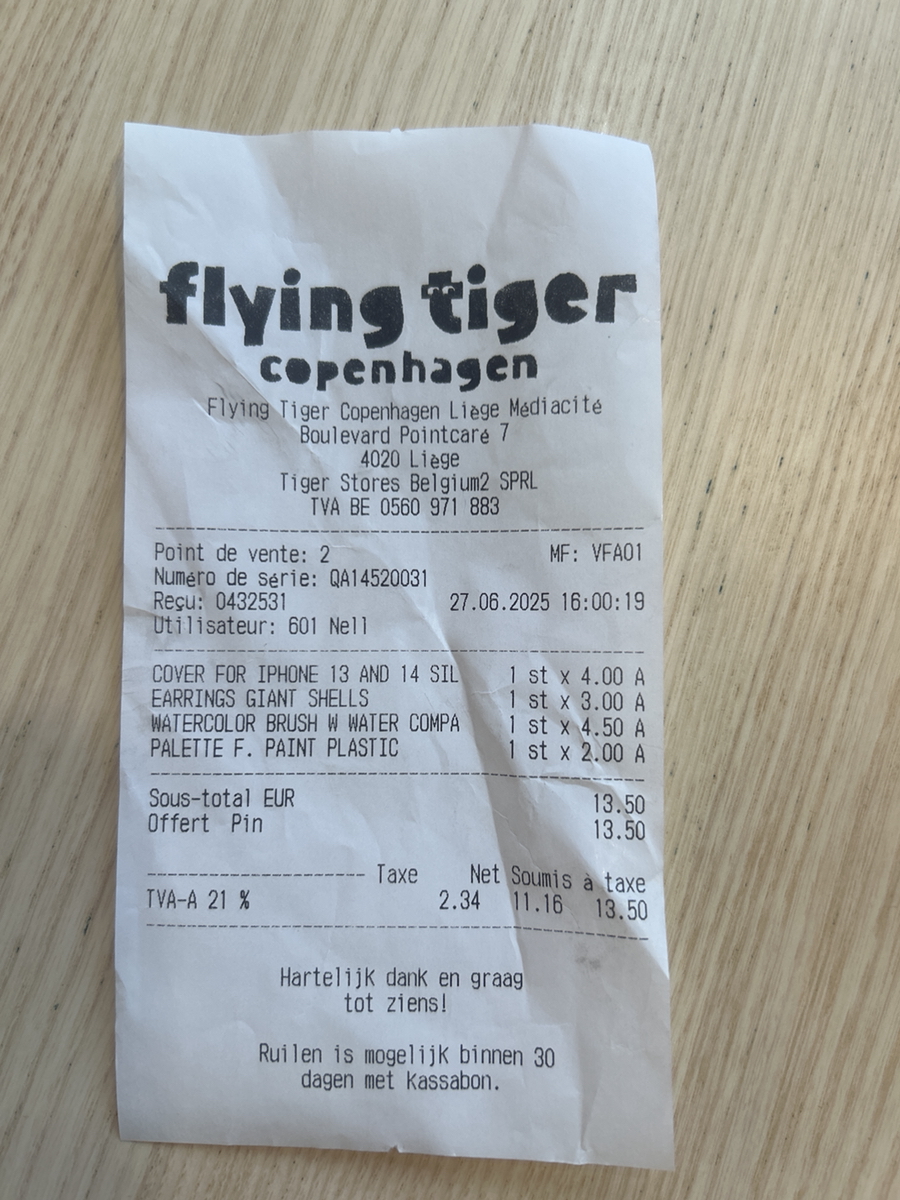 flying tiger
copenhagen
Flying Tiger Copenhagen Liège Médiacité
Boulevard Pointcaré 7
4020 Liège
Tiger Stores Belgium2 SPRL
TVA BE 0560 971 883
Point de vente: 2 MF: VFA01
Numéro de série: QA14520031
Reçu: 0432531 27.06.2025 16:00:19
Utilisateur: 601 Nell
COVER FOR IPHONE 13 AND 14 SIL 1 st x 4.00 A
EARRINGS GIANT SHELLS 1 st x 3.00 A
WATERCOLOR BRUSH W WATER COMPA 1 st x 4.50 A
PALETTE F. PAINT PLASTIC 1 st x 2.00 A
Sous-total EUR 13.50
Offert Pin 13.50
Taxe Net Soumis à taxe
TVA-A 21 % 2.34 11.16 13.50
Hartelijk dank en graag
tot ziens!
Ruilen is mogelijk binnen 30
dagen met kassabon.